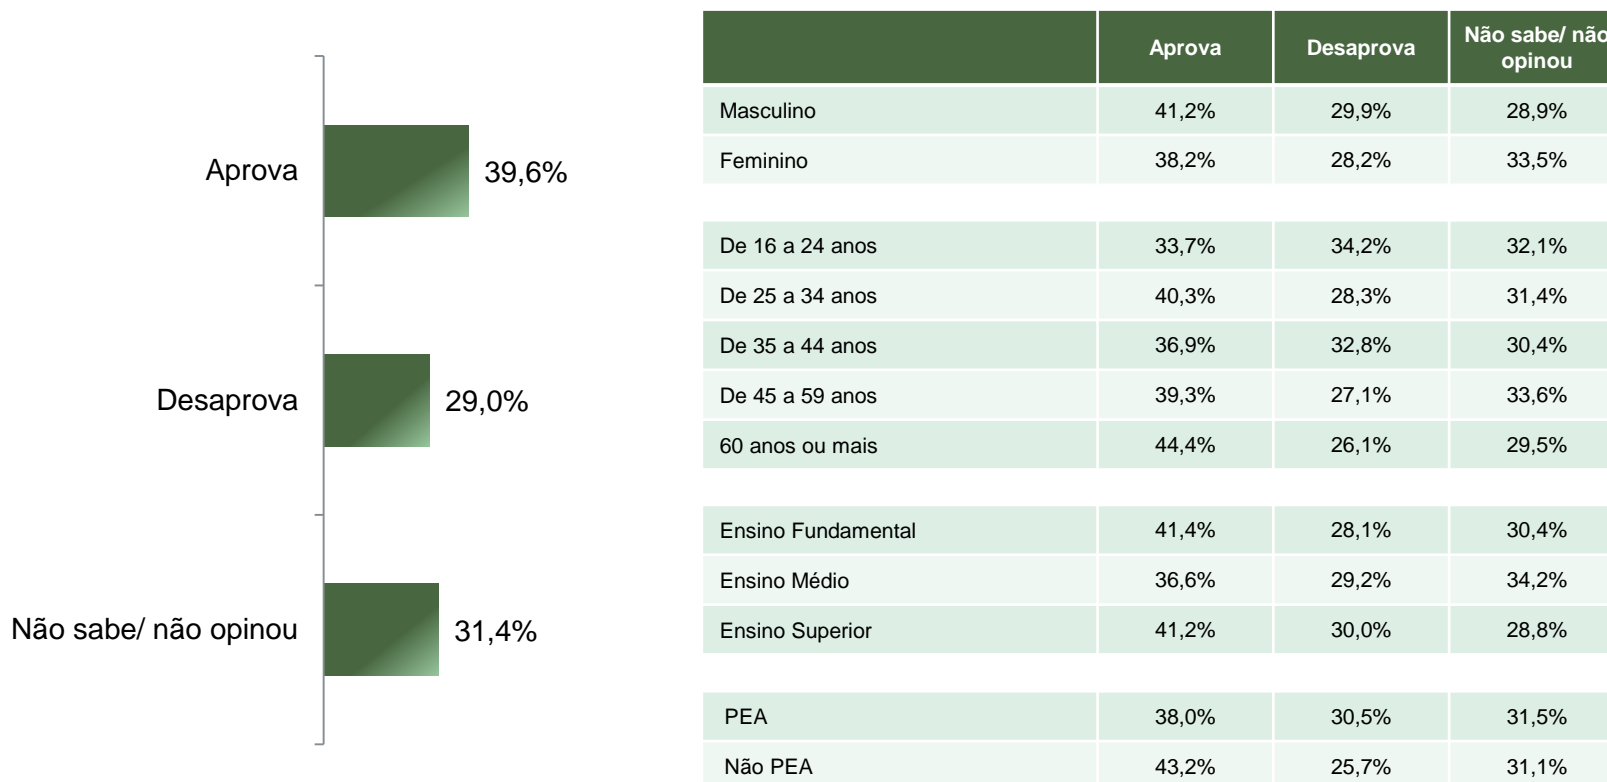 Aprova
39,6%
Desaprova
29,0%
Não sabe/ não opinou
31,4%
Aprova Desaprova Não sabe/ não
opinou
Masculino 41,2% 29,9% 28,9%
Feminino 38,2% 28,2% 33,5%
De 16 a 24 anos 33,7% 34,2% 32,1%
De 25 a 34 anos 40,3% 28,3% 31,4%
De 35 a 44 anos 36,9% 32,8% 30,4%
De 45 a 59 anos 39,3% 27,1% 33,6%
60 anos ou mais 44,4% 26,1% 29,5%
Ensino Fundamental 41,4% 28,1% 30,4%
Ensino Médio 36,6% 29,2% 34,2%
Ensino Superior 41,2% 30,0% 28,8%
PEA 38,0% 30,5% 31,5%
Não PEA 43,2% 25,7% 31,1%